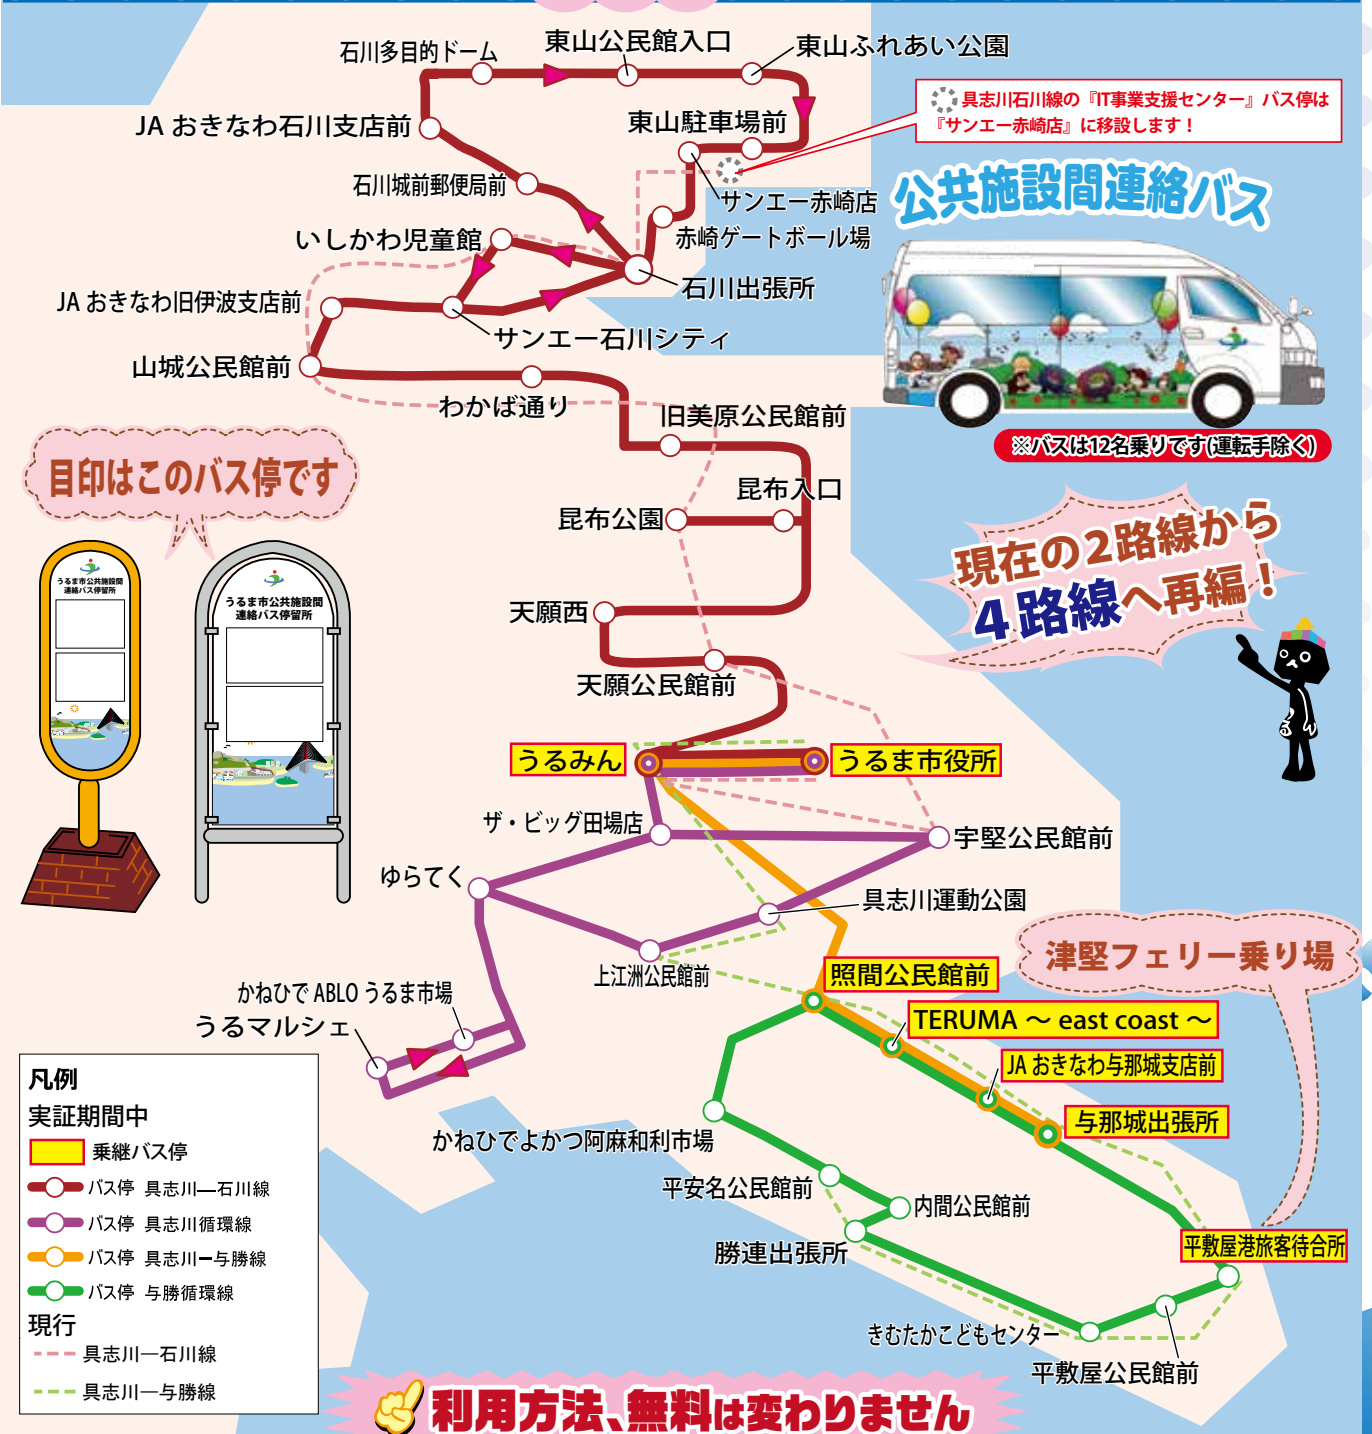 石川多目的ドーム
東山公民館入口
東山ふれあい公園
JA おきなわ石川支店前
東山駐車場前
具志川石川線の『IT事業支援センター』バス停は
『サンエー赤崎店』に移設します！
石川城前郵便局前
サンエー赤崎店
赤崎ゲートボール場
いしかわ児童館
石川出張所
JA おきなわ旧伊波支店前
サンエー石川シティ
山城公民館前
わかば通り
旧美原公民館前
公共施設間連絡バス
※バスは12名乗りです(運転手除く)
目印はこのバス停です
うるま市公共施設間
連絡バス停留所
うるま市公共施設間
連絡バス停留所
昆布入口
昆布公園
現在の2路線から
4路線へ再編！
るん
天願西
天願公民館前
うるみん
うるま市役所
ザ・ビッグ田場店
宇堅公民館前
ゆらてく
具志川運動公園
上江洲公民館前
照間公民館前
津堅フェリー乗り場
かねひで ABLO うるま市場
うるマルシェ
TERUMA ～ east coast ～
JA おきなわ与那城支店前
与那城出張所
かねひでよかつ阿麻和利市場
平安名公民館前
内間公民館前
勝連出張所
平敷屋港旅客待合所
きむたかこどもセンター
平敷屋公民館前
凡例
実証期間中
乗継バス停
バス停 具志川―石川線
バス停 具志川循環線
バス停 具志川ー与勝線
バス停 与勝循環線
現行
具志川―石川線
具志川―与勝線
利用方法、無料は変わりません